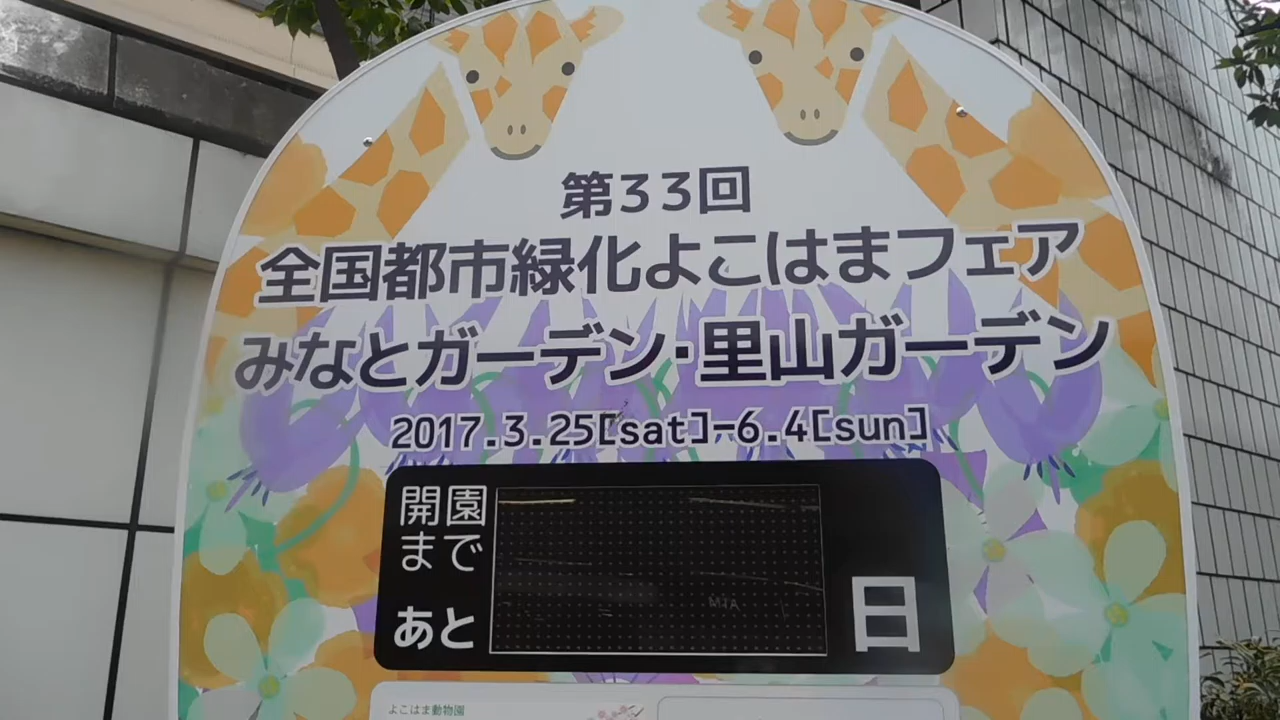 第33回
全国都市緑化よこはまフェア
みなとガーデン・里山ガーデン
2017.3.25[sat]-6.4[sun]
開園
まで
あと 日
よこはま動物園